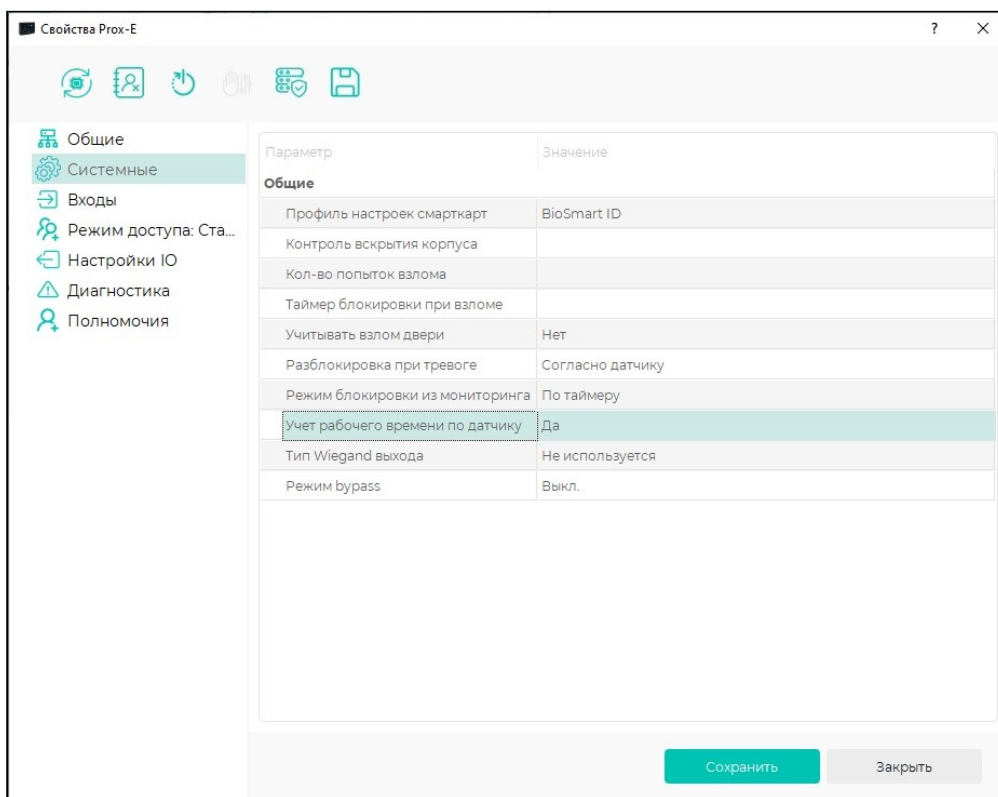 Свойства Prox-E
?
Общие
Системные
Входы
Режим доступа: Ста...
Настройки IO
Диагностика
Полномочия
Параметр Значение
Общие
Профиль настроек смарткарт BioSmart ID
Контроль вскрытия корпуса
Кол-во попыток взлома
Таймер блокировки при взломе
Учитывать взлом двери Нет
Разблокировка при тревоге Согласно датчику
Режим блокировки из мониторинга По таймеру
Учет рабочего времени по датчику Да
Тип Wiegand выхода Не используется
Режим bypass Выкл.
Сохранить Закрыть